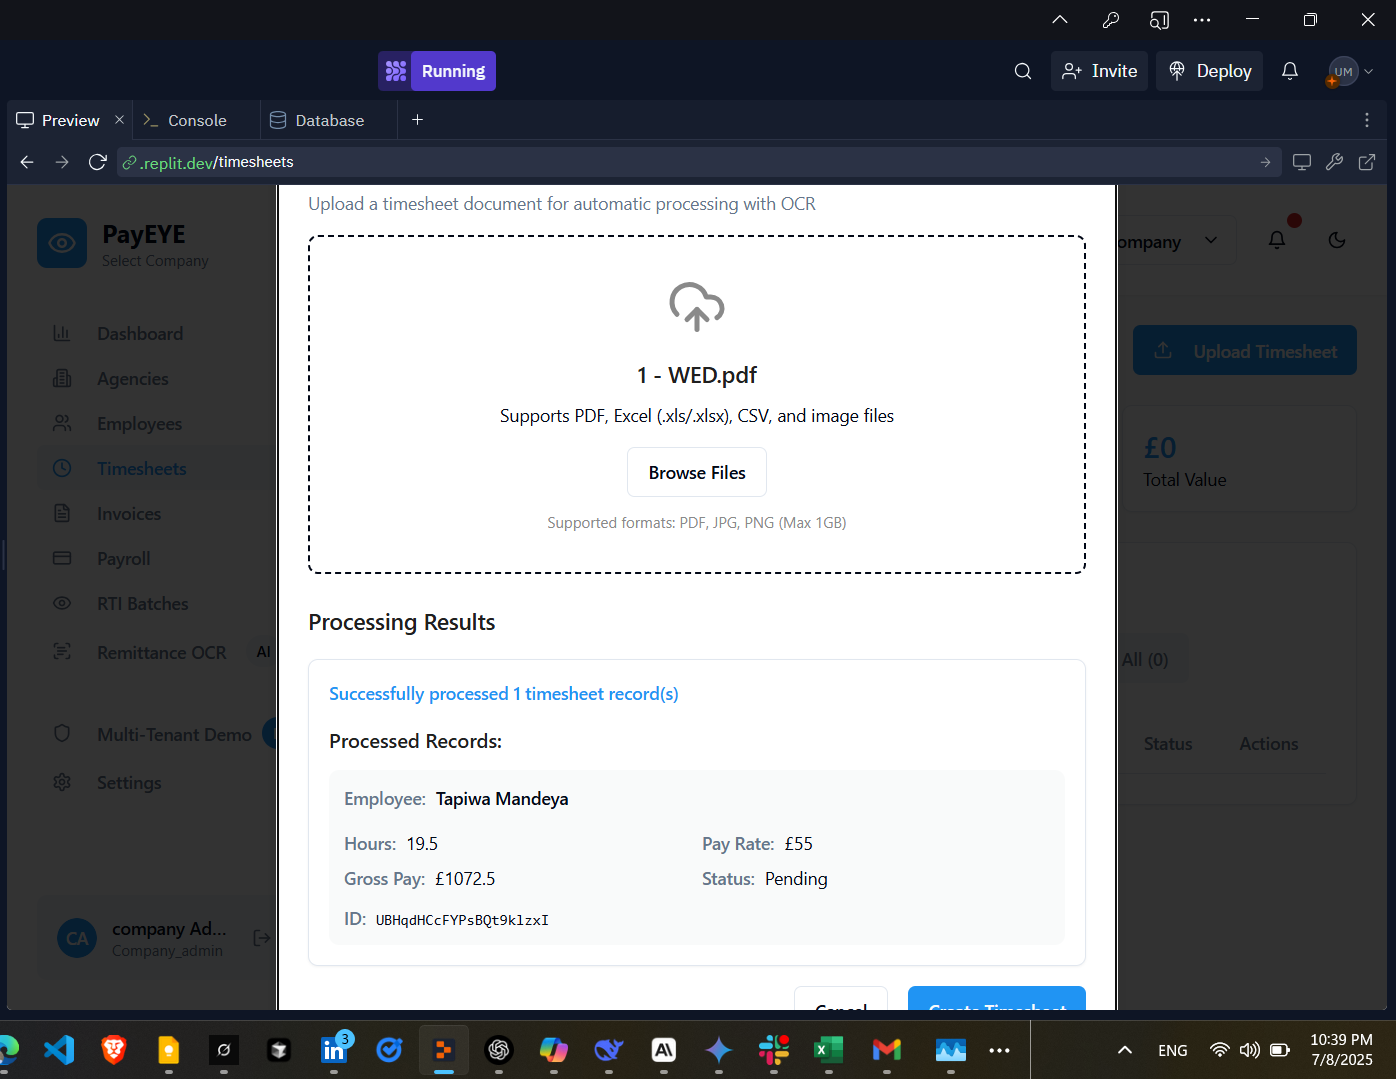 Running
Invite
Deploy
UM
Preview
Console
Database
.replit.dev/timesheets
PayEYE
Select Company
ompany
Upload a timesheet document for automatic processing with OCR
1 - WED.pdf
Supports PDF, Excel (.xls/.xlsx), CSV, and image files
Browse Files
Supported formats: PDF, JPG, PNG (Max 1GB)
Dashboard
Agencies
Employees
Timesheets
Invoices
Payroll
RTI Batches
Remittance OCR AI
Multi-Tenant Demo
Settings
CA
company Ad...
Company_admin
Upload Timesheet
£0
Total Value
All (0)
Status Actions
Processing Results
Successfully processed 1 timesheet record(s)
Processed Records:
Employee: Tapiwa Mandeya
Hours: 19.5 Pay Rate: £55
Gross Pay: £1072.5 Status: Pending
ID: UBHqdHCcFYPsBQt9klzxI
Cancel Create Timesheet
3
ENG
10:39 PM
7/8/2025